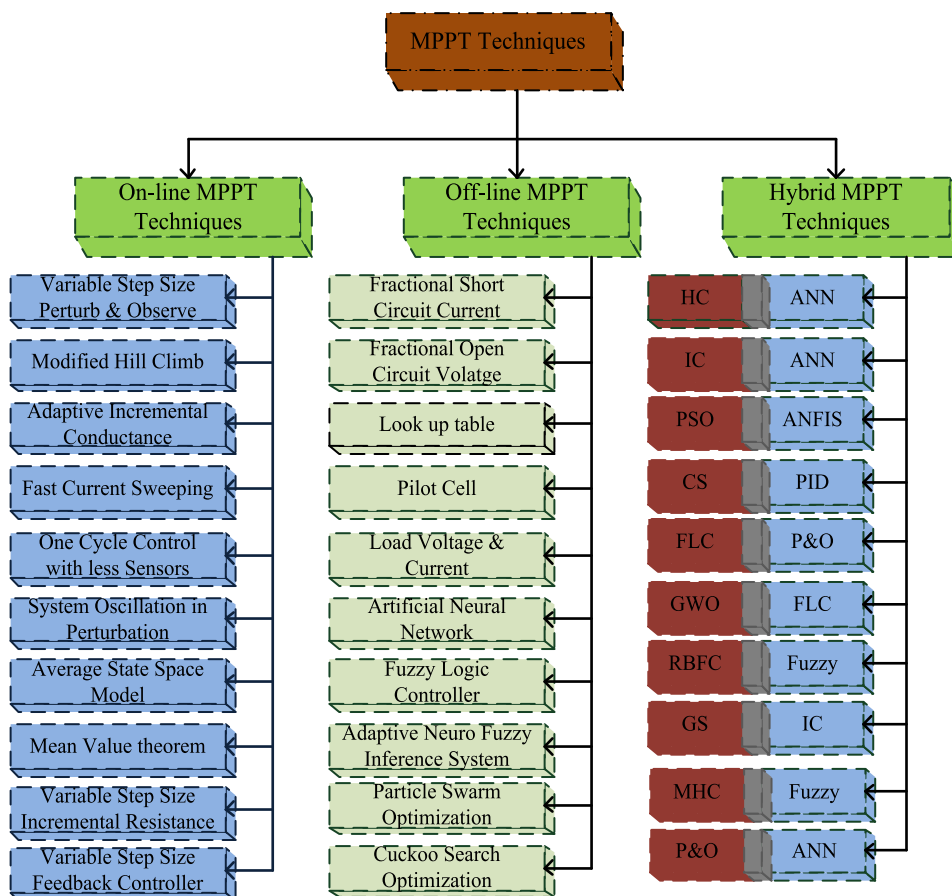 MPPT Techniques
On-line MPPT
Techniques
Off-line MPPT
Techniques
Hybrid MPPT
Techniques
Variable Step Size
Perturb & Observe
Modified Hill Climb
Adaptive Incremental
Conductance
Fast Current Sweeping
One Cycle Control
with less Sensors
System Oscillation in
Perturbation
Average State Space
Model
Mean Value theorem
Variable Step Size
Incremental Resistance
Variable Step Size
Feedback Controller
Fractional Short
Circuit Current
Fractional Open
Circuit Volatge
Look up table
Pilot Cell
Load Voltage &
Current
Artificial Neural
Network
Fuzzy Logic
Controller
Adaptive Neuro Fuzzy
Inference System
Particle Swarm
Optimization
Cuckoo Search
Optimization
HC ANN
IC ANN
PSO ANFIS
CS PID
FLC P&O
GWO FLC
RBFC Fuzzy
GS IC
MHC Fuzzy
P&O ANN